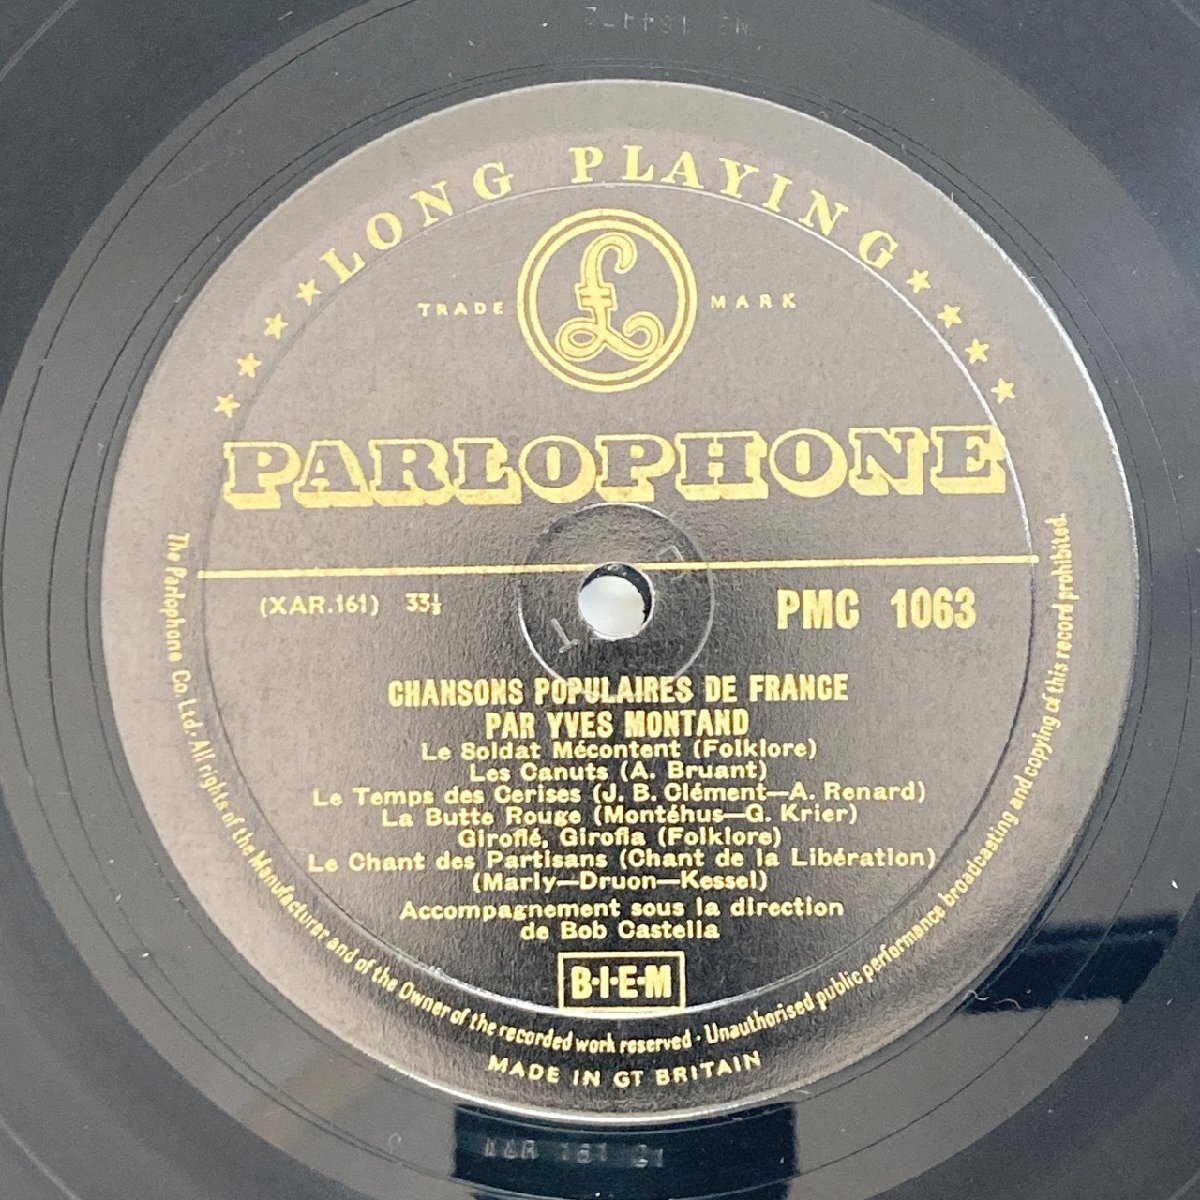 LONG PLAYING
TRADE £ MARK
PARLOPHONE
(XAR.161) 33⅓
PMC 1063
CHANSONS POPULAIRES DE FRANCE
PAR YVES MONTAND
Le Soldat Mécontent (Folklore)
Les Canuts (A. Bruant)
Le Temps des Cerises (J. B. Clément—A. Renard)
La Butte Rouge (Montéhus—G. Krier)
Giroflé, Girofla (Folklore)
Le Chant des Partisans (Chant de la Libération)
(Marly—Druon—Kessel)
Accompagnement sous la direction
de Bob Castella
B·I·E·M
The Parlophone Co. Ltd. All rights of the Manufacturer and of the Owner of the recorded work reserved · Unauthorised public performance broadcasting and copying of this record prohibited.
MADE IN GT BRITAIN